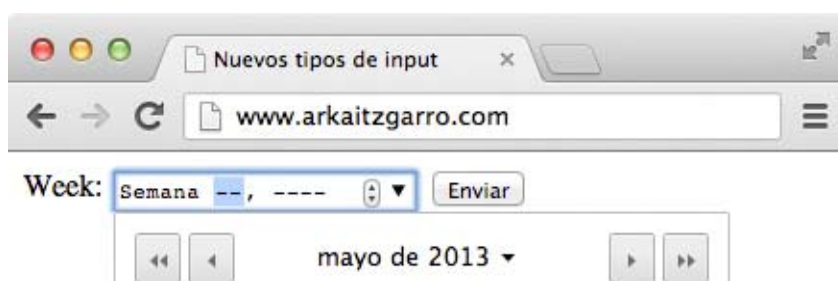 Nuevos tipos de input
www.arkaitzgarro.com
Week: Semana --, ---- Enviar
mayo de 2013